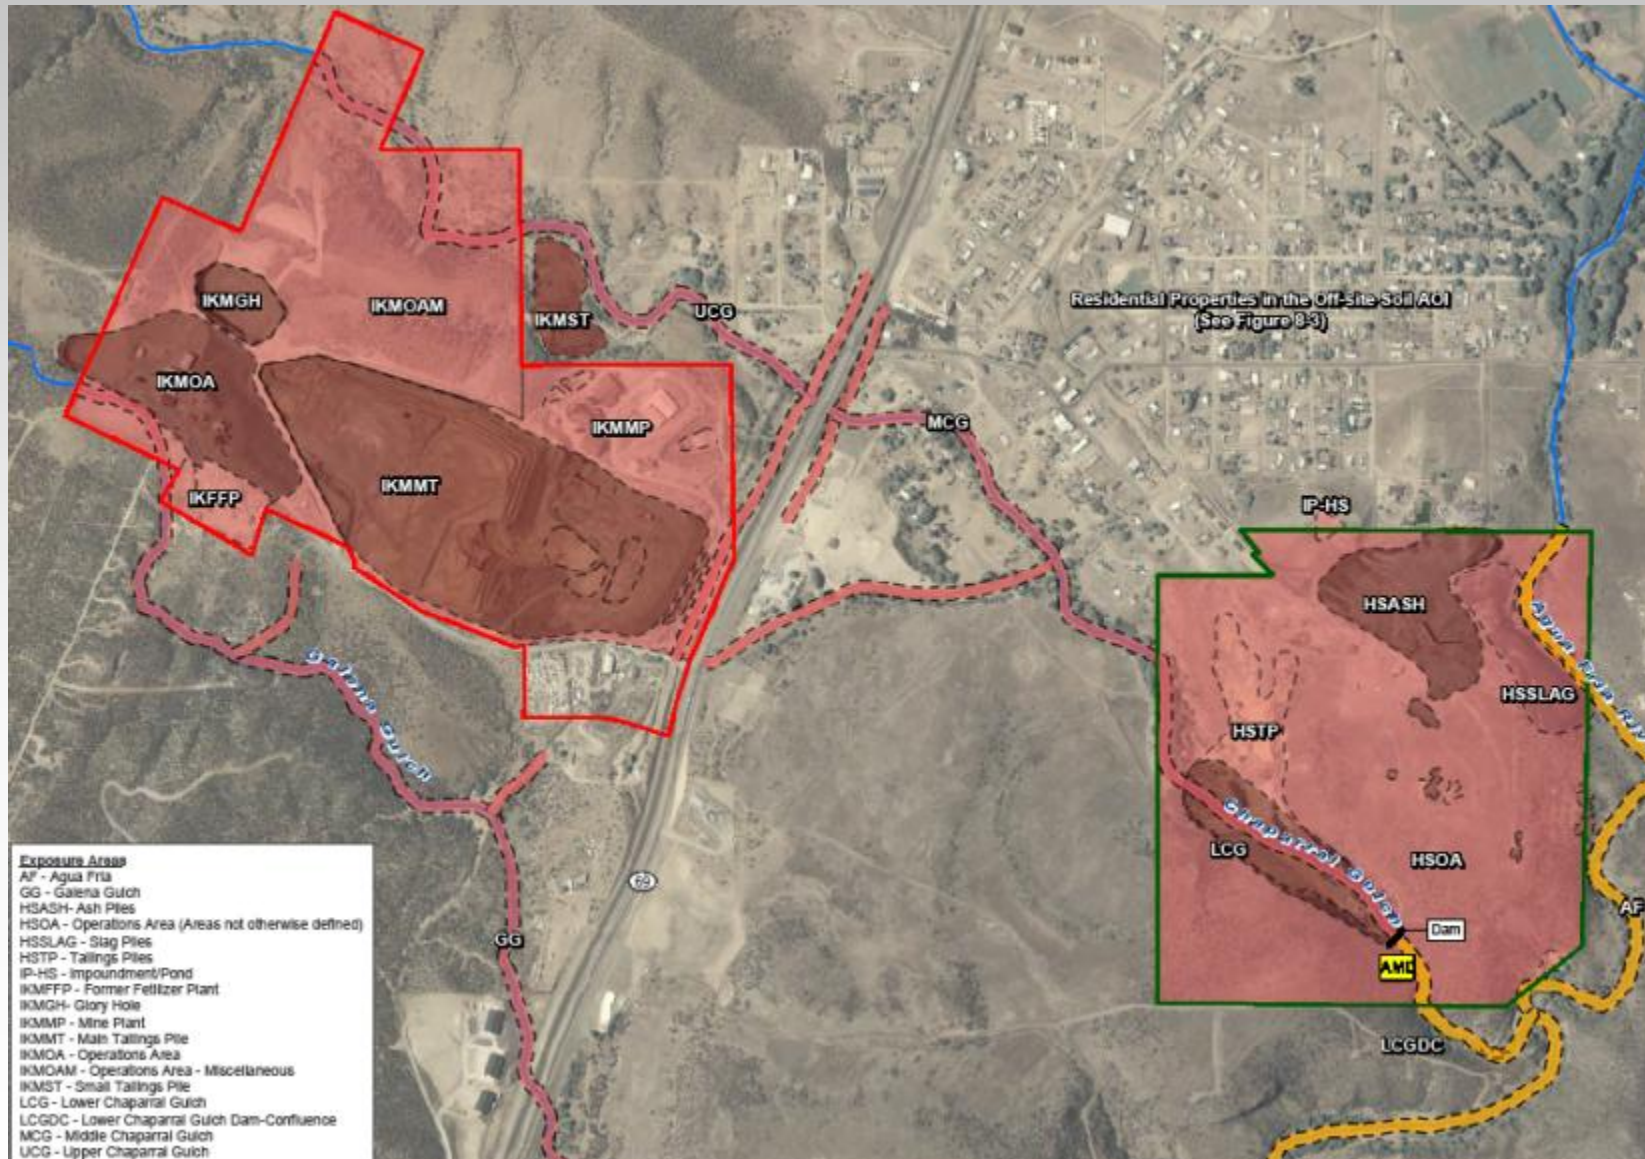 IKMGH
IKMOAM
IKMST
UCG
Residential Properties in the Off-site Soil AOI
(See Figure 8-3)
IKMOA
IKMMP
MCG
IKMMT
IKFFP
IP-HS
HSASH
Agua Fria Riv
Galena Gulch
HSSLAG
HSTP
Chaparral Gulch
LCG
HSOA
69
AF
Dam
GG
AMD
LCGDC
Exposure Areas
AF - Agua Fria
GG - Galena Gulch
HSASH- Ash Piles
HSOA - Operations Area (Areas not otherwise defined)
HSSLAG - Slag Piles
HSTP - Tailings Piles
IP-HS - Impoundment/Pond
IKMFFP - Former Fetilizer Plant
IKMGH- Glory Hole
IKMMP - Mine Plant
IKMMT - Main Tailings Pile
IKMOA - Operations Area
IKMOAM - Operations Area - Miscellaneous
IKMST - Small Tailings Pile
LCG - Lower Chaparral Gulch
LCGDC - Lower Chaparral Gulch Dam-Confluence
MCG - Middle Chaparral Gulch
UCG - Upper Chaparral Gulch